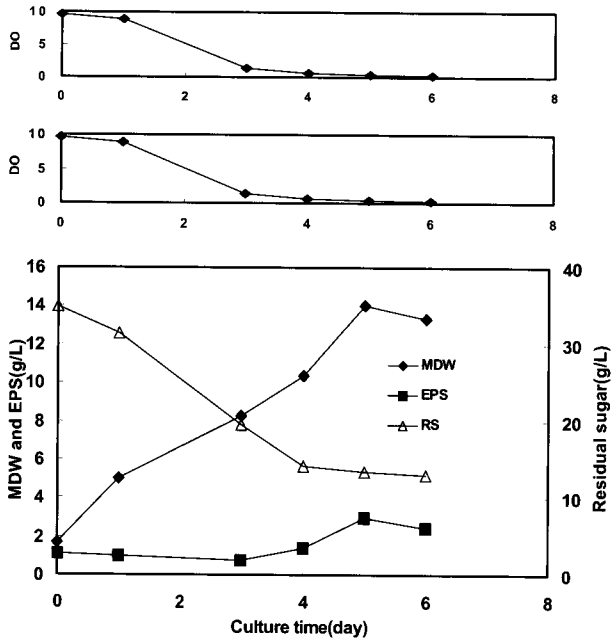 10
DO
5
0
0 2 4 6 8
10
DO
5
0
0 2 4 6 8
16 40
14
12 30
MDW
10
EPS
8 20
RS
6
4 10
2
0 0
MDW and EPS(g/L)
Residual sugar(g/L)
0 2 4 6 8
Culture time(day)